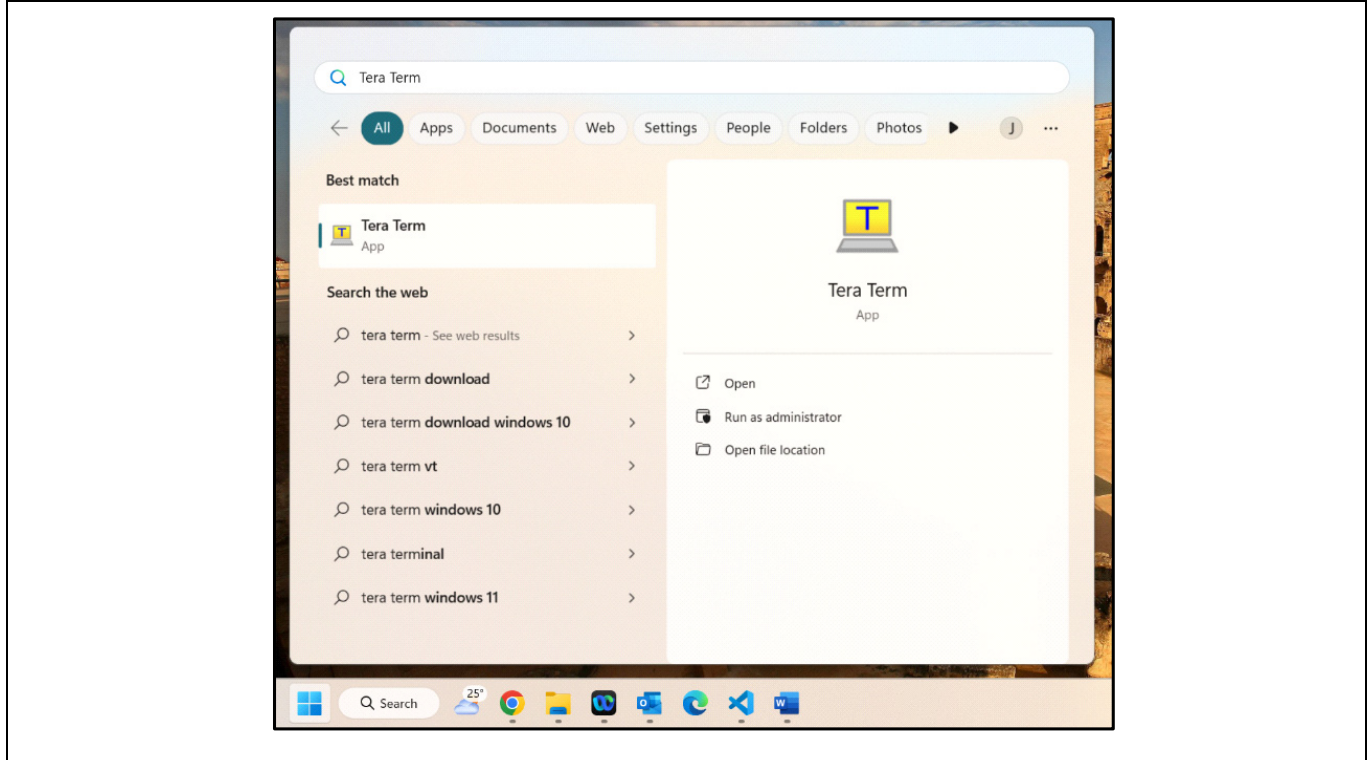 Tera Term
All Apps Documents Web Settings People Folders Photos J
Best match
Tera Term
App
Search the web
tera term - See web results
tera term download
tera term download windows 10
tera term vt
tera term windows 10
tera terminal
tera term windows 11
T
Tera Term
App
Open
Run as administrator
Open file location
Search 25°